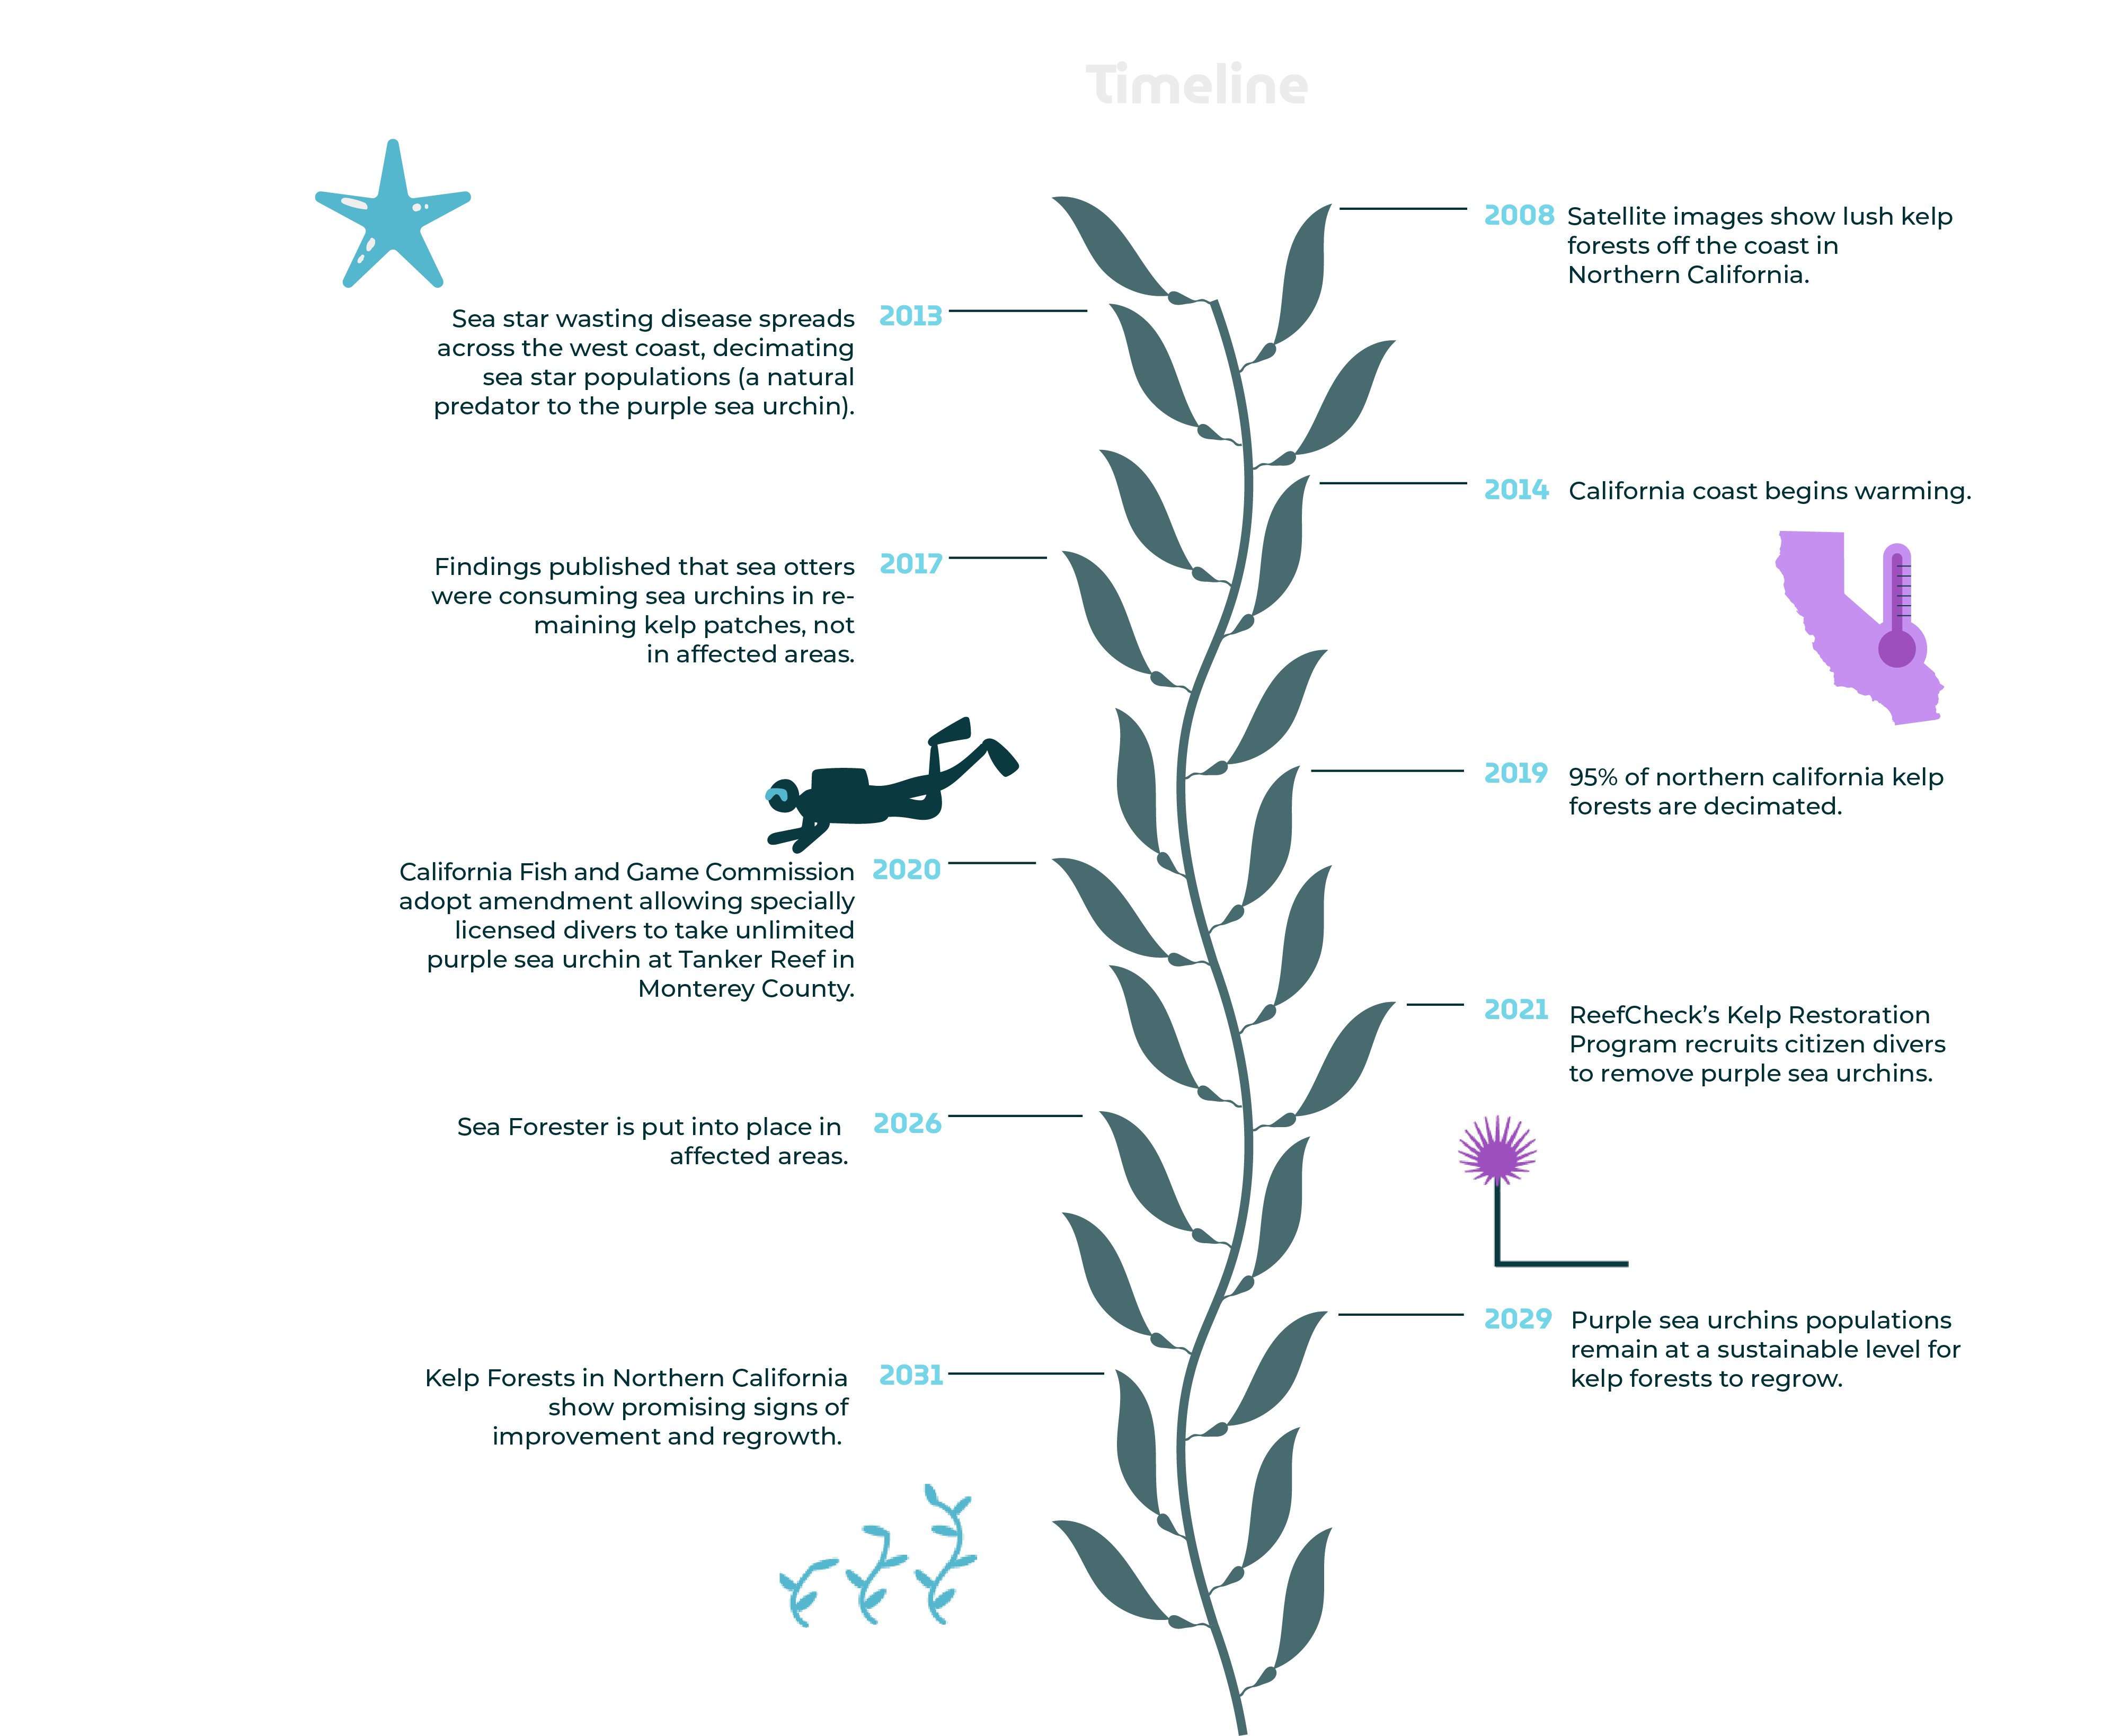 Timeline
2008 Satellite images show lush kelp
forests off the coast in
Northern California.
2013
Sea star wasting disease spreads
across the west coast, decimating
sea star populations (a natural
predator to the purple sea urchin).
2014 California coast begins warming.
2017
Findings published that sea otters
were consuming sea urchins in re-
maining kelp patches, not
in affected areas.
2019 95% of northern california kelp
forests are decimated.
2020
California Fish and Game Commission
adopt amendment allowing specially
licensed divers to take unlimited
purple sea urchin at Tanker Reef in
Monterey County.
2021 ReefCheck’s Kelp Restoration
Program recruits citizen divers
to remove purple sea urchins.
2026
Sea Forester is put into place in
affected areas.
2029 Purple sea urchins populations
remain at a sustainable level for
kelp forests to regrow.
2031
Kelp Forests in Northern California
show promising signs of
improvement and regrowth.